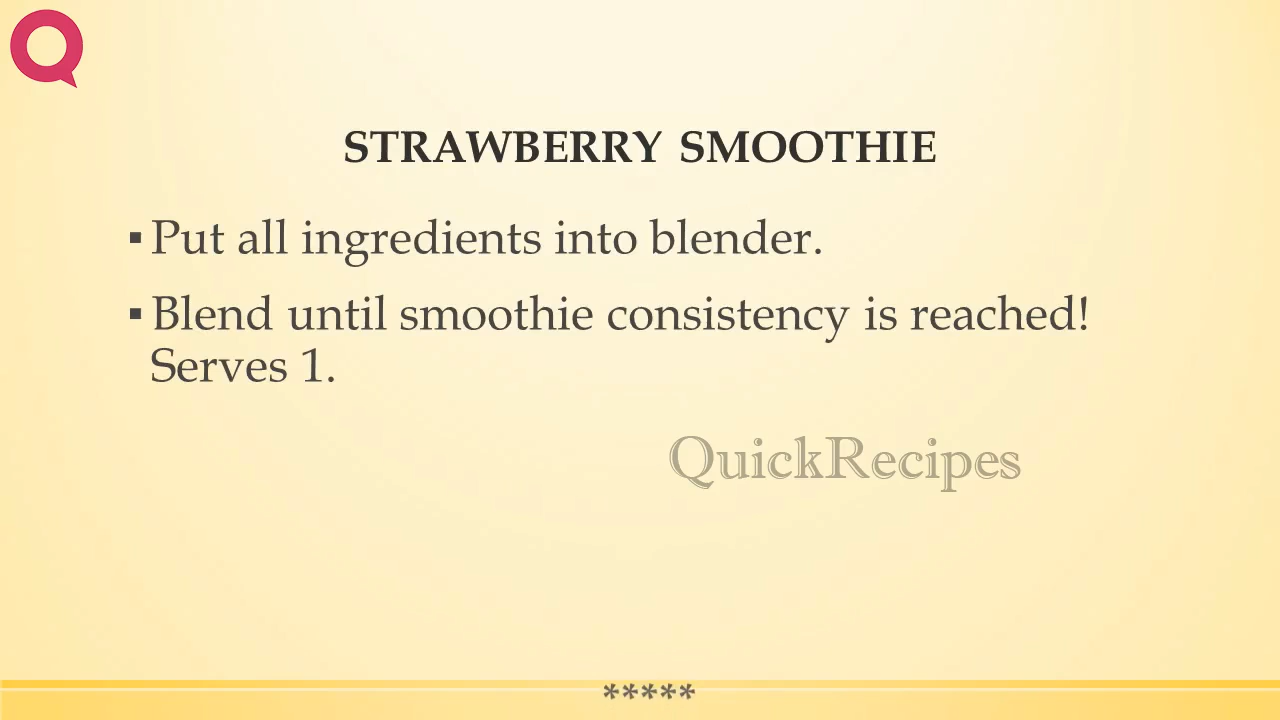 STRAWBERRY SMOOTHIE
▪ Put all ingredients into blender.
▪ Blend until smoothie consistency is reached!
Serves 1.
QuickRecipes
*****